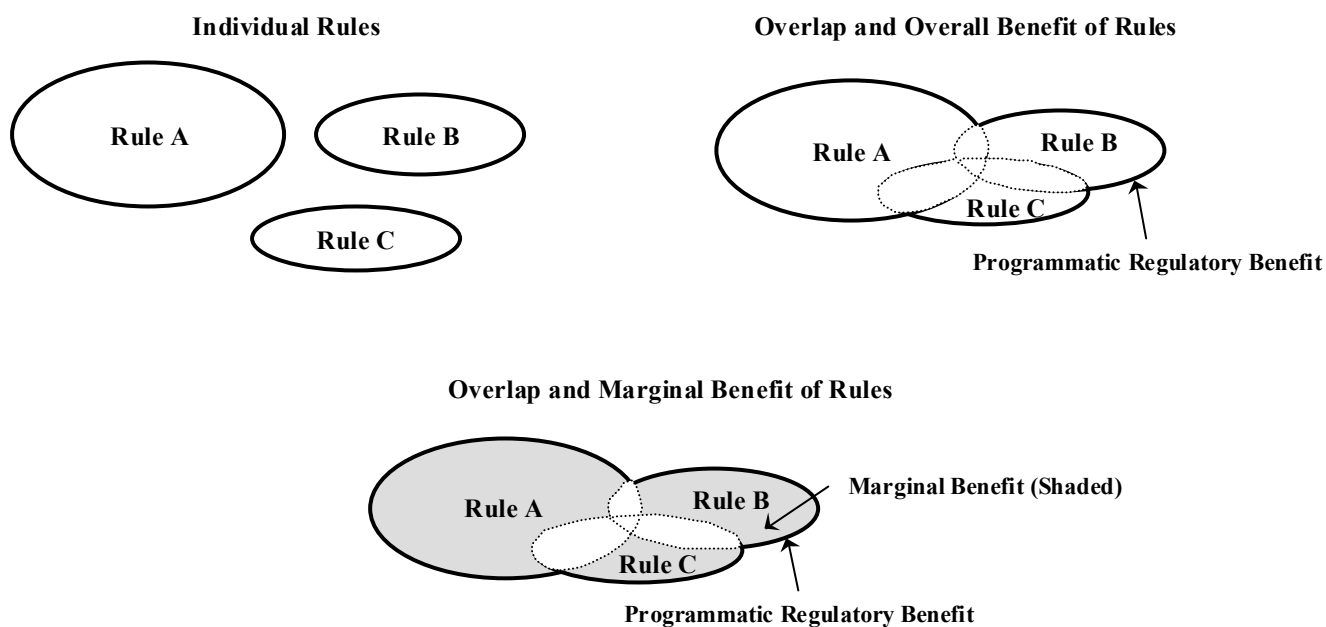 Individual Rules
Rule A
Rule B
Rule C
Overlap and Overall Benefit of Rules
Rule A
Rule B
Rule C
Programmatic Regulatory Benefit
Overlap and Marginal Benefit of Rules
Rule A
Rule B
Marginal Benefit (Shaded)
Rule C
Programmatic Regulatory Benefit